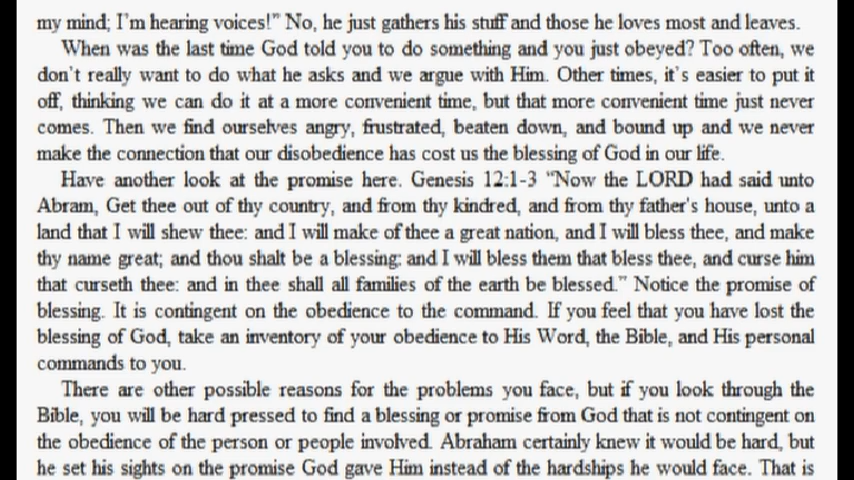 my mind; I'm hearing voices!" No, he just gathers his stuff and those he loves most and leaves.
When was the last time God told you to do something and you just obeyed? Too often, we
don't really want to do what he asks and we argue with Him. Other times, it's easier to put it
off, thinking we can do it at a more convenient time, but that more convenient time just never
comes. Then we find ourselves angry, frustrated, beaten down, and bound up and we never
make the connection that our disobedience has cost us the blessing of God in our life.
Have another look at the promise here. Genesis 12:1-3 "Now the LORD had said unto
Abram, Get thee out of thy country, and from thy kindred, and from thy father's house, unto a
land that I will shew thee: and I will make of thee a great nation, and I will bless thee, and make
thy name great; and thou shalt be a blessing: and I will bless them that bless thee, and curse him
that curseth thee: and in thee shall all families of the earth be blessed." Notice the promise of
blessing. It is contingent on the obedience to the command. If you feel that you have lost the
blessing of God, take an inventory of your obedience to His Word, the Bible, and His personal
commands to you.
There are other possible reasons for the problems you face, but if you look through the
Bible, you will be hard pressed to find a blessing or promise from God that is not contingent on
the obedience of the person or people involved. Abraham certainly knew it would be hard, but
he set his sights on the promise God gave Him instead of the hardships he would face. That is